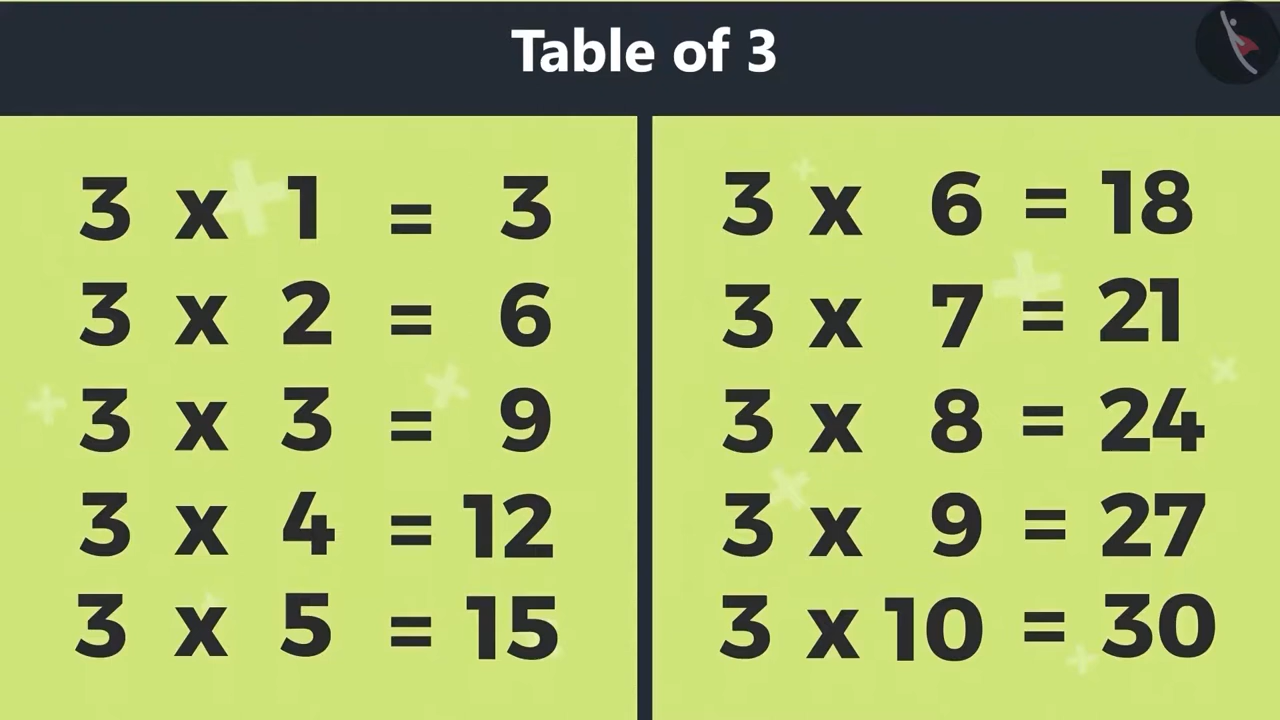 Table of 3
3 x 1 = 3
3 x 2 = 6
3 x 3 = 9
3 x 4 = 12
3 x 5 = 15
3 x 6 = 18
3 x 7 = 21
3 x 8 = 24
3 x 9 = 27
3 x 10 = 30